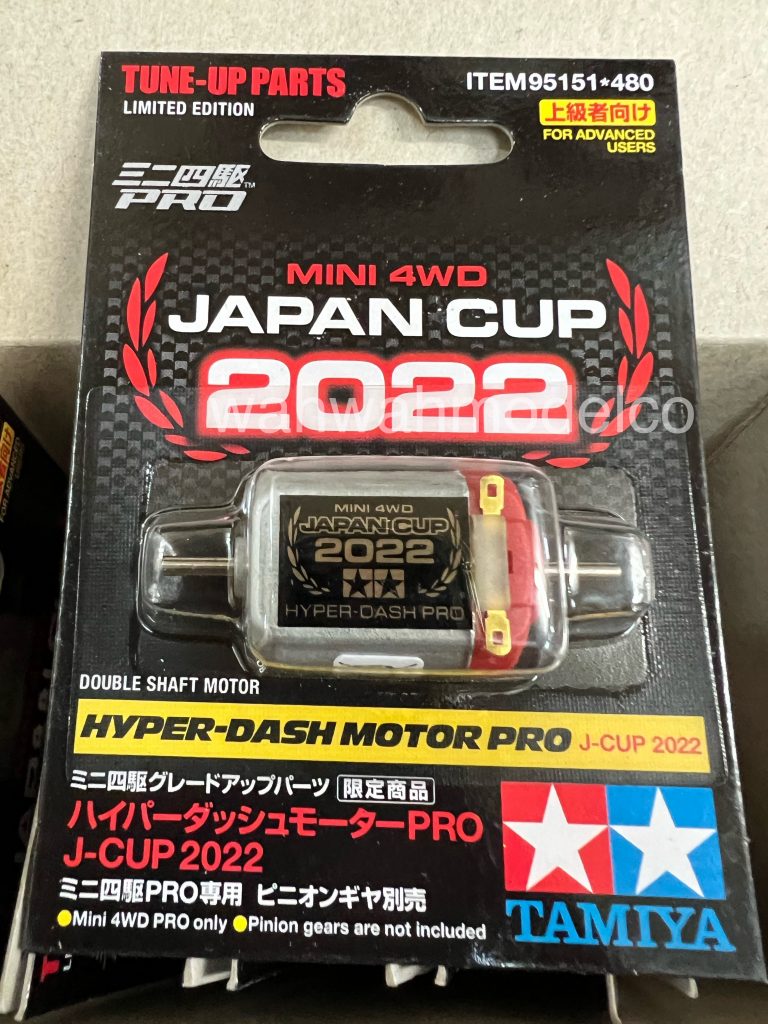 TUNE-UP PARTS
LIMITED EDITION
ITEM 95151*480
上級者向け
FOR ADVANCED
USERS
ミニ四駆™
PRO
MINI 4WD
JAPAN CUP
2022
wahwahmodelco
MINI 4WD
JAPAN CUP
2022
HYPER-DASH PRO
DOUBLE SHAFT MOTOR
HYPER-DASH MOTOR PRO J-CUP 2022
ミニ四駆グレードアップパーツ 限定商品
ハイパーダッシュモーターPRO
J-CUP 2022
ミニ四駆PRO専用 ピニオンギヤ別売
●Mini 4WD PRO only ●Pinion gears are not included
TAMIYA